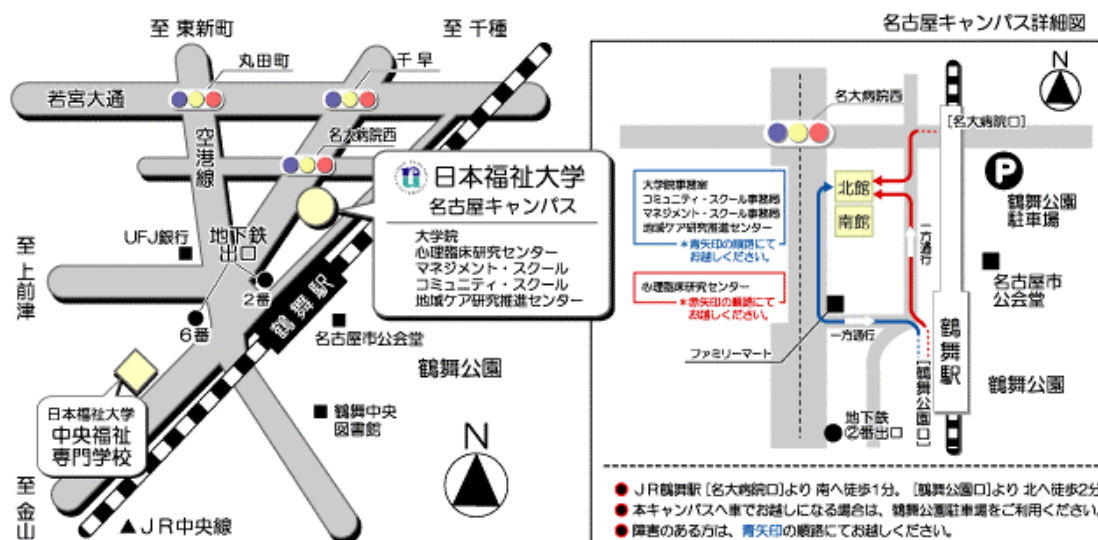 至 東新町
至 千種
丸田町
千早
若宮大通
空港線
名大病院西
日本福祉大学
名古屋キャンパス
大学院
心理臨床研究センター
マネジメント・スクール
コミュニティ・スクール
地域ケア研究推進センター
UFJ銀行
地下鉄
出口
2番
6番
至 上前津
鶴舞駅
名古屋市公会堂
鶴舞公園
日本福祉大学
中央福祉
専門学校
鶴舞中央
図書館
N
至 金山
▲JR中央線
名古屋キャンパス詳細図
N
名大病院西
[名大病院口]
大学院事務室
コミュニティ・スクール事務局
マネジメント・スクール事務局
地域ケア研究推進センター
*青矢印の順路にて
お越しください。
北館
南館
P
鶴舞公園
駐車場
一方通行
心理臨床研究センター
*赤矢印の順路にて
お越しください。
名古屋市
公会堂
ファミリーマート
一方通行
鶴舞駅
[鶴舞公園口]
鶴舞公園
地下鉄
②番出口
● JR鶴舞駅 [名大病院口]より 南へ徒歩1分。 [鶴舞公園口]より 北へ徒歩2分
● 本キャンパスへ車でお越しになる場合は、鶴舞公園駐車場をご利用ください。
● 障害のある方は、青矢印の順路にてお越しください。